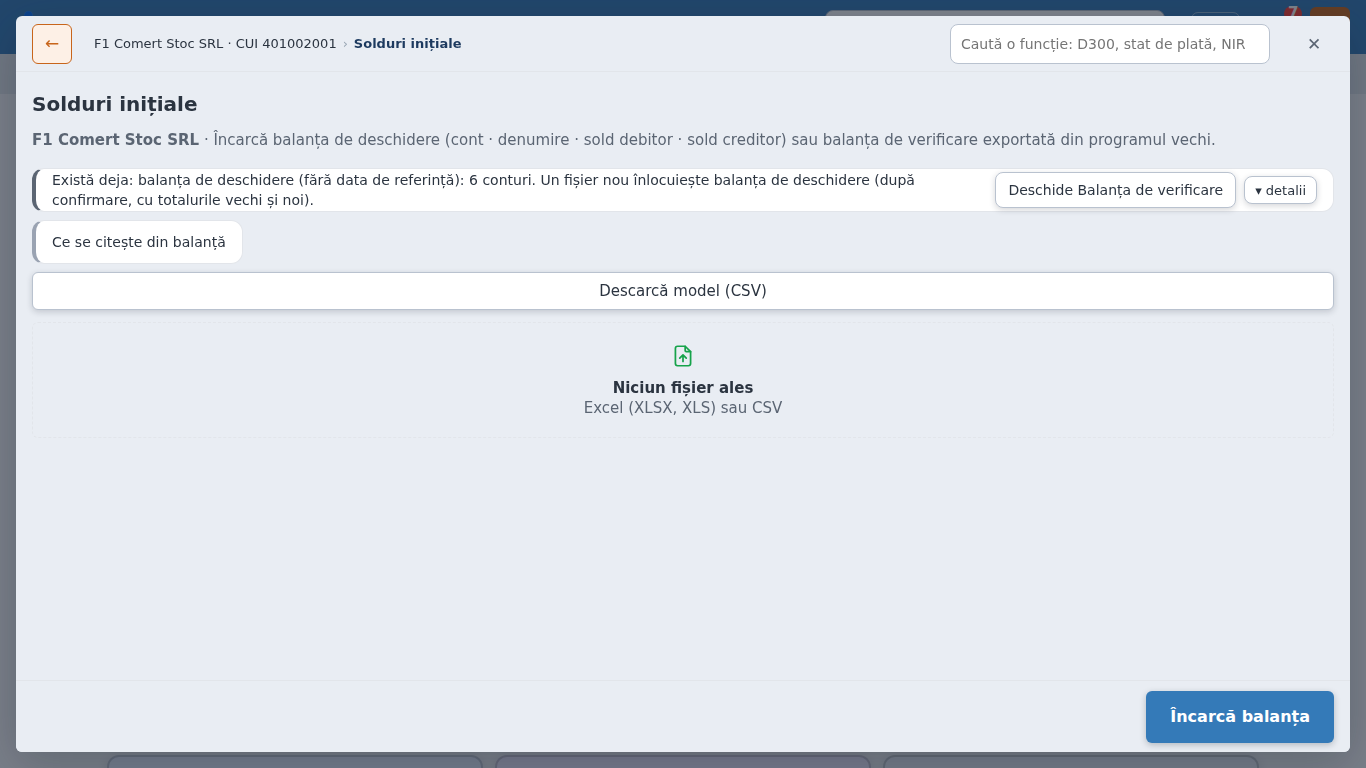 7
←
F1 Comert Stoc SRL · CUI 401002001 › Solduri inițiale
Caută o funcție: D300, stat de plată, NIR
✕
Solduri inițiale
F1 Comert Stoc SRL · Încarcă balanța de deschidere (cont · denumire · sold debitor · sold creditor) sau balanța de verificare exportată din programul vechi.
Există deja: balanța de deschidere (fără data de referință): 6 conturi. Un fișier nou înlocuiește balanța de deschidere (după
confirmare, cu totalurile vechi și noi).
Deschide Balanța de verificare
▾ detalii
Ce se citește din balanță
Descarcă model (CSV)
Niciun fișier ales
Excel (XLSX, XLS) sau CSV
Încarcă balanța